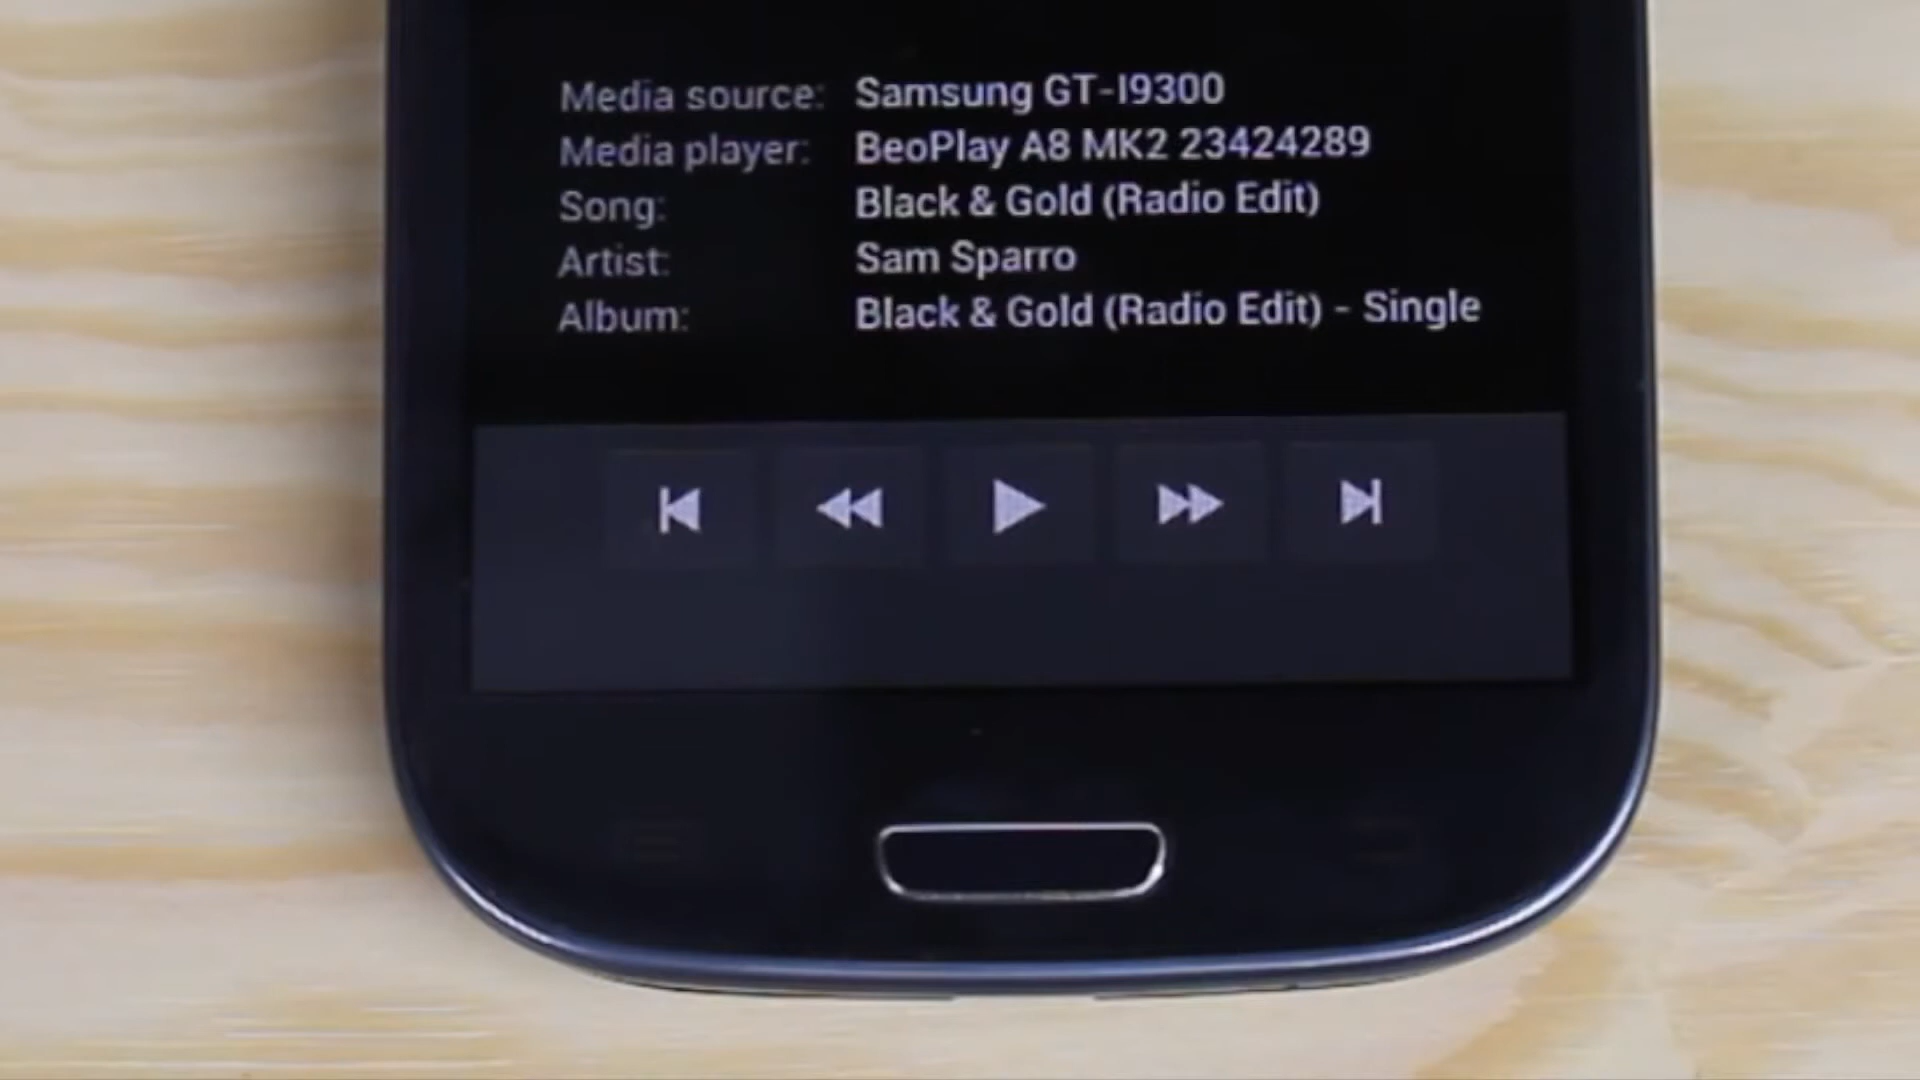 Media source: Samsung GT-I9300
Media player: BeoPlay A8 MK2 23424289
Song: Black & Gold (Radio Edit)
Artist: Sam Sparro
Album: Black & Gold (Radio Edit) - Single